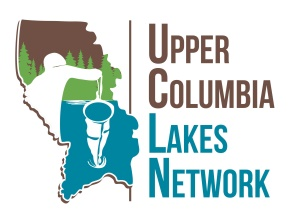 UPPER
COLUMBIA
LAKES
NETWORK